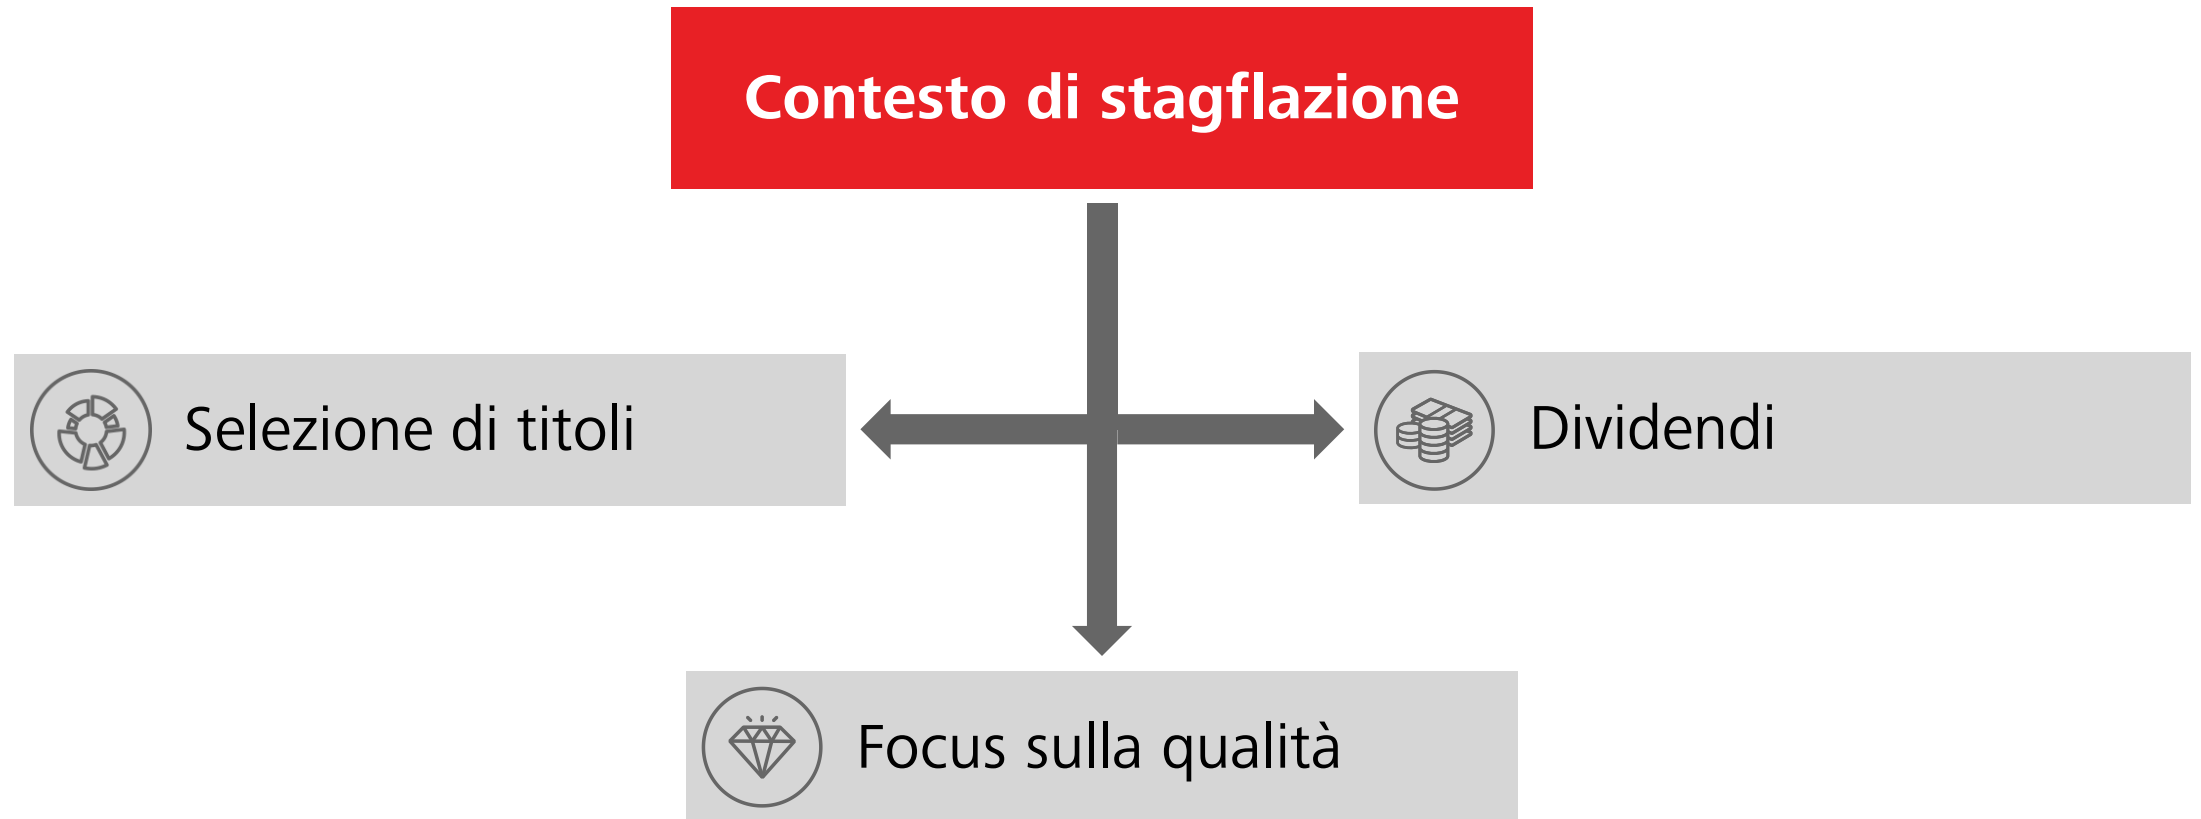 Contesto di stagflazione
Selezione di titoli
Dividendi
Focus sulla qualità